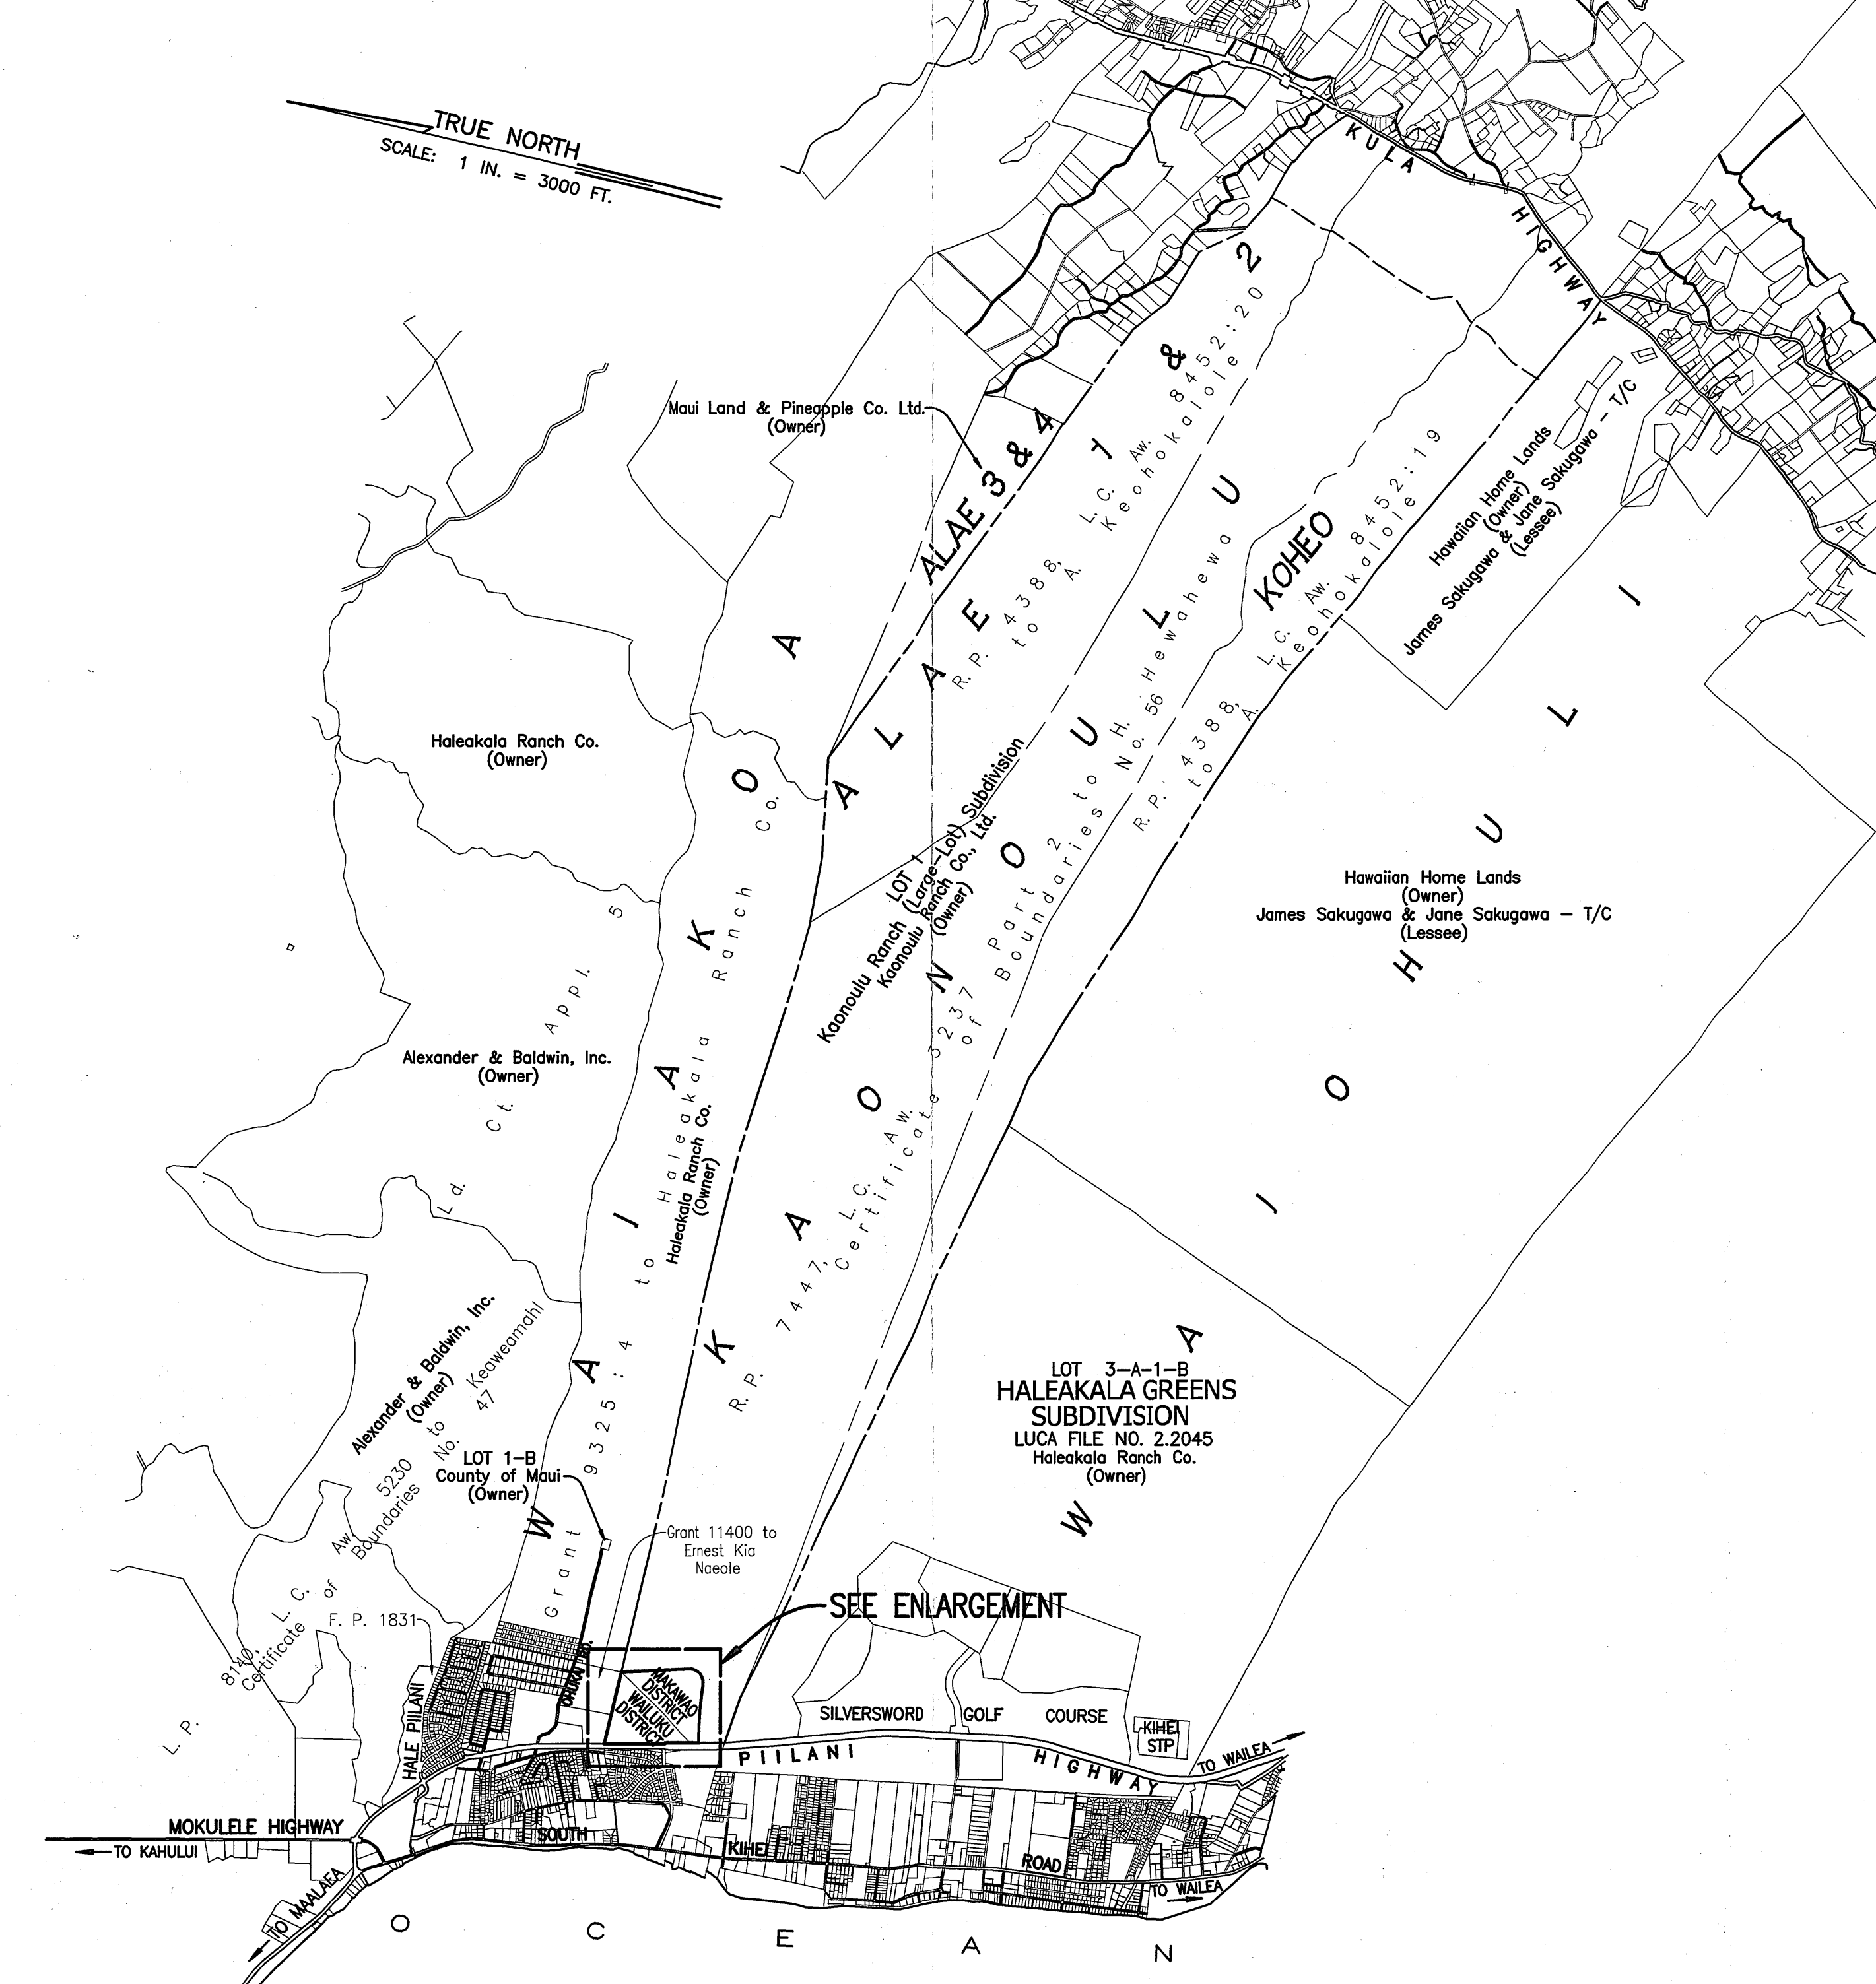 TRUE NORTH
SCALE: 1 IN. = 3000 FT.
KULA HIGHWAY
Maui Land & Pineapple Co. Ltd.
(Owner)
ALAE 3 & 4
ALAE 1 & 2
R. P. 4388, L. C. Aw. 8452:20
to A. Keohokalole
KOHEO
R. P. 4388, L. C. Aw. 8452:19
to A. Keohokalole
Hawaiian Home Lands
(Owner)
James Sakugawa & Jane Sakugawa - T/C
(Lessee)
Haleakala Ranch Co.
(Owner)
LOT 1
Kaonoulu Ranch (Large-Lot) Subdivision
Kaonoulu Ranch Co., Ltd.
(Owner)
KAONOULU
R. P. 7447, L. C. Aw. 3237 Part 2 to H. Hewahewa
Certificate of Boundaries No. 56
Hawaiian Home Lands
(Owner)
James Sakugawa & Jane Sakugawa - T/C
(Lessee)
WAIOHULI
Alexander & Baldwin, Inc.
(Owner)
Ld. Ct. Appl. 5
WAIAKOA
Grant 9325:4 to Haleakala Ranch Co.
Haleakala Ranch Co.
(Owner)
Alexander & Baldwin, Inc.
(Owner)
L. P. 8140, L. C. Aw. 5230 to Keaweamahi
Certificate of Boundaries No. 47
LOT 1-B
County of Maui
(Owner)
LOT 3-A-1-B
HALEAKALA GREENS
SUBDIVISION
LUCA FILE NO. 2.2045
Haleakala Ranch Co.
(Owner)
Grant 11400 to
Ernest Kia
Naeole
SEE ENLARGEMENT
F. P. 1831
HALE PIILANI
OHUKAI RD.
MAKAWAO
DISTRICT
WAILUKU
DISTRICT
SILVERSWORD GOLF COURSE
KIHEI
STP
PIILANI HIGHWAY
TO WAILEA
MOKULELE HIGHWAY
TO KAHULUI
SOUTH KIHEI ROAD
TO WAILEA
TO MAALAEA
OCEAN